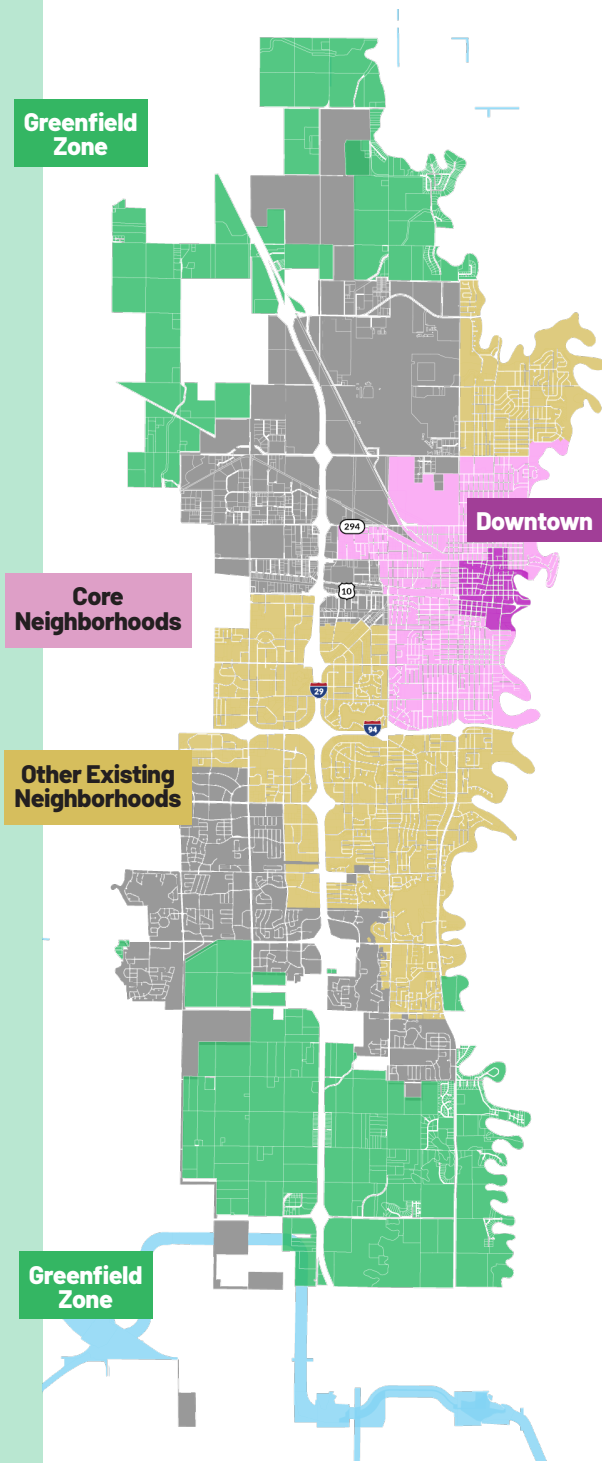 Greenfield
Zone
294
Downtown
10
Core
Neighborhoods
29
94
Other Existing
Neighborhoods
Greenfield
Zone